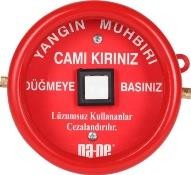 YANGIN MUHBİRİ
CAMI KIRINIZ
DÜĞMEYE BASINIZ
Lüzumsuz Kullananlar
Cezalandırılır.
na-ne